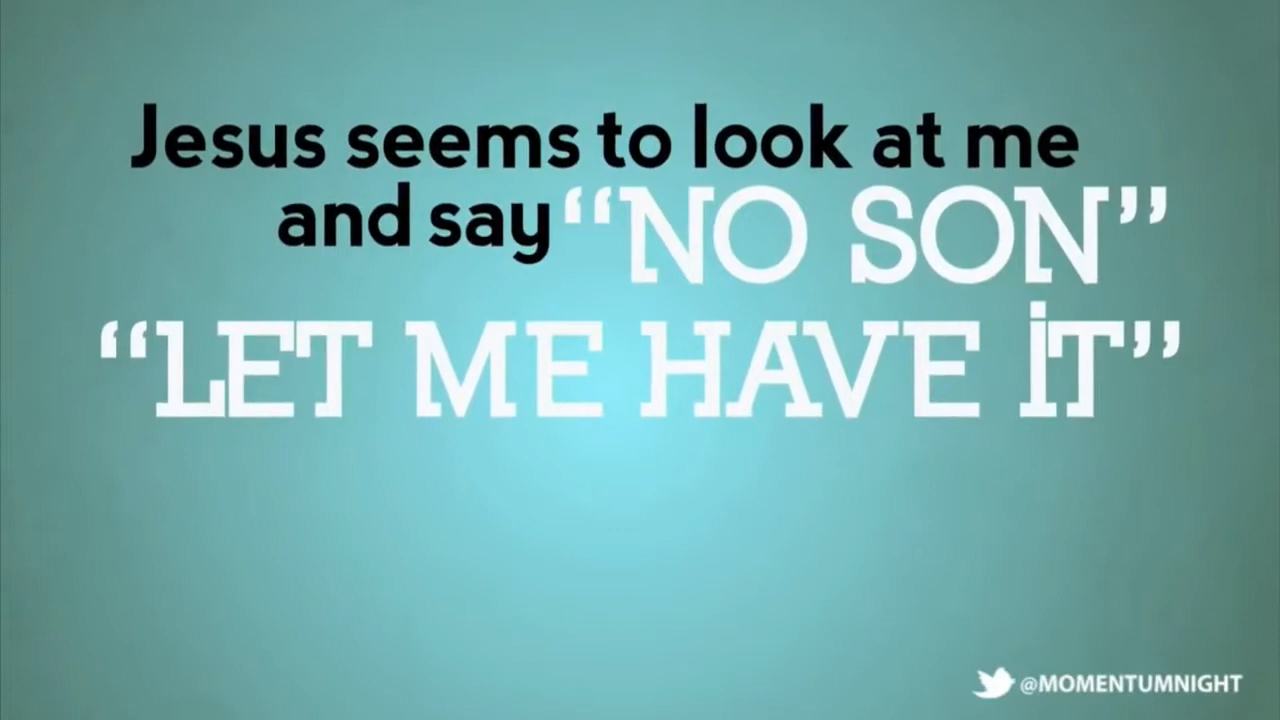 Jesus seems to look at me
and say “NO SON”
“LET ME HAVE iT”
@MOMENTUMNIGHT